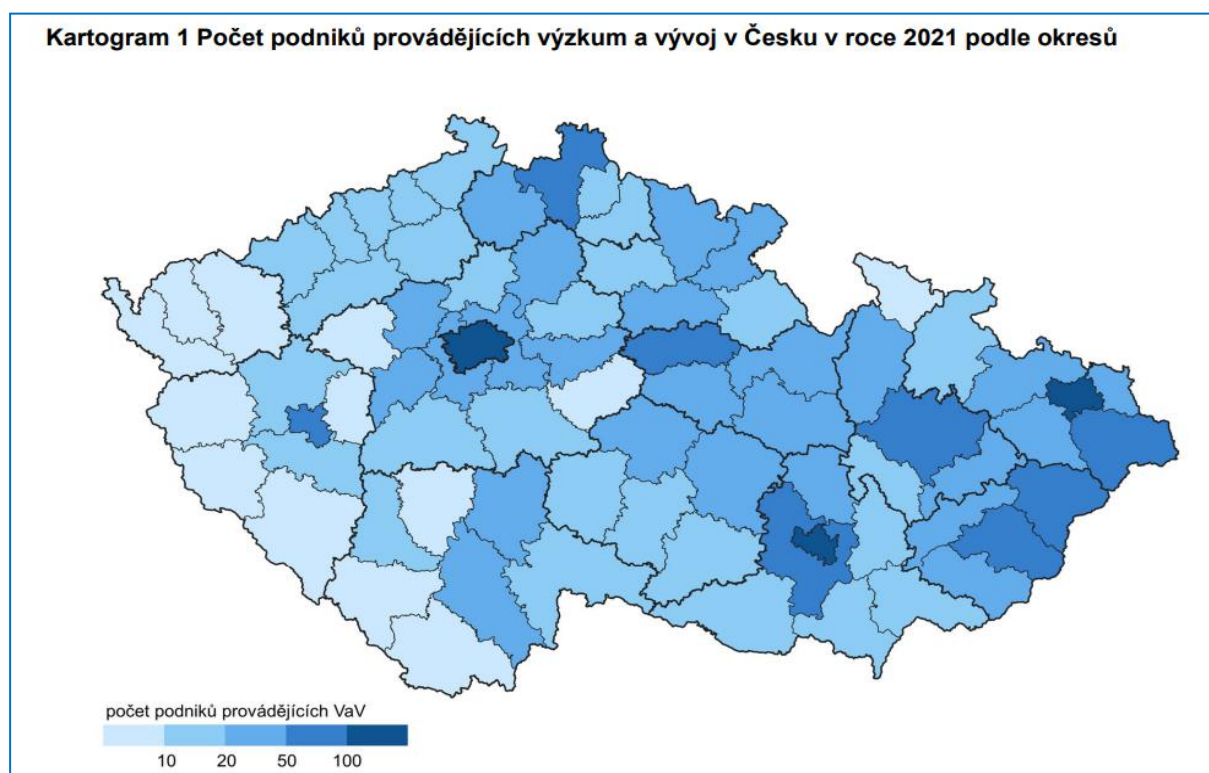 Kartogram 1 Počet podniků provádějících výzkum a vývoj v Česku v roce 2021 podle okresů
počet podniků provádějících VaV
10 20 50 100